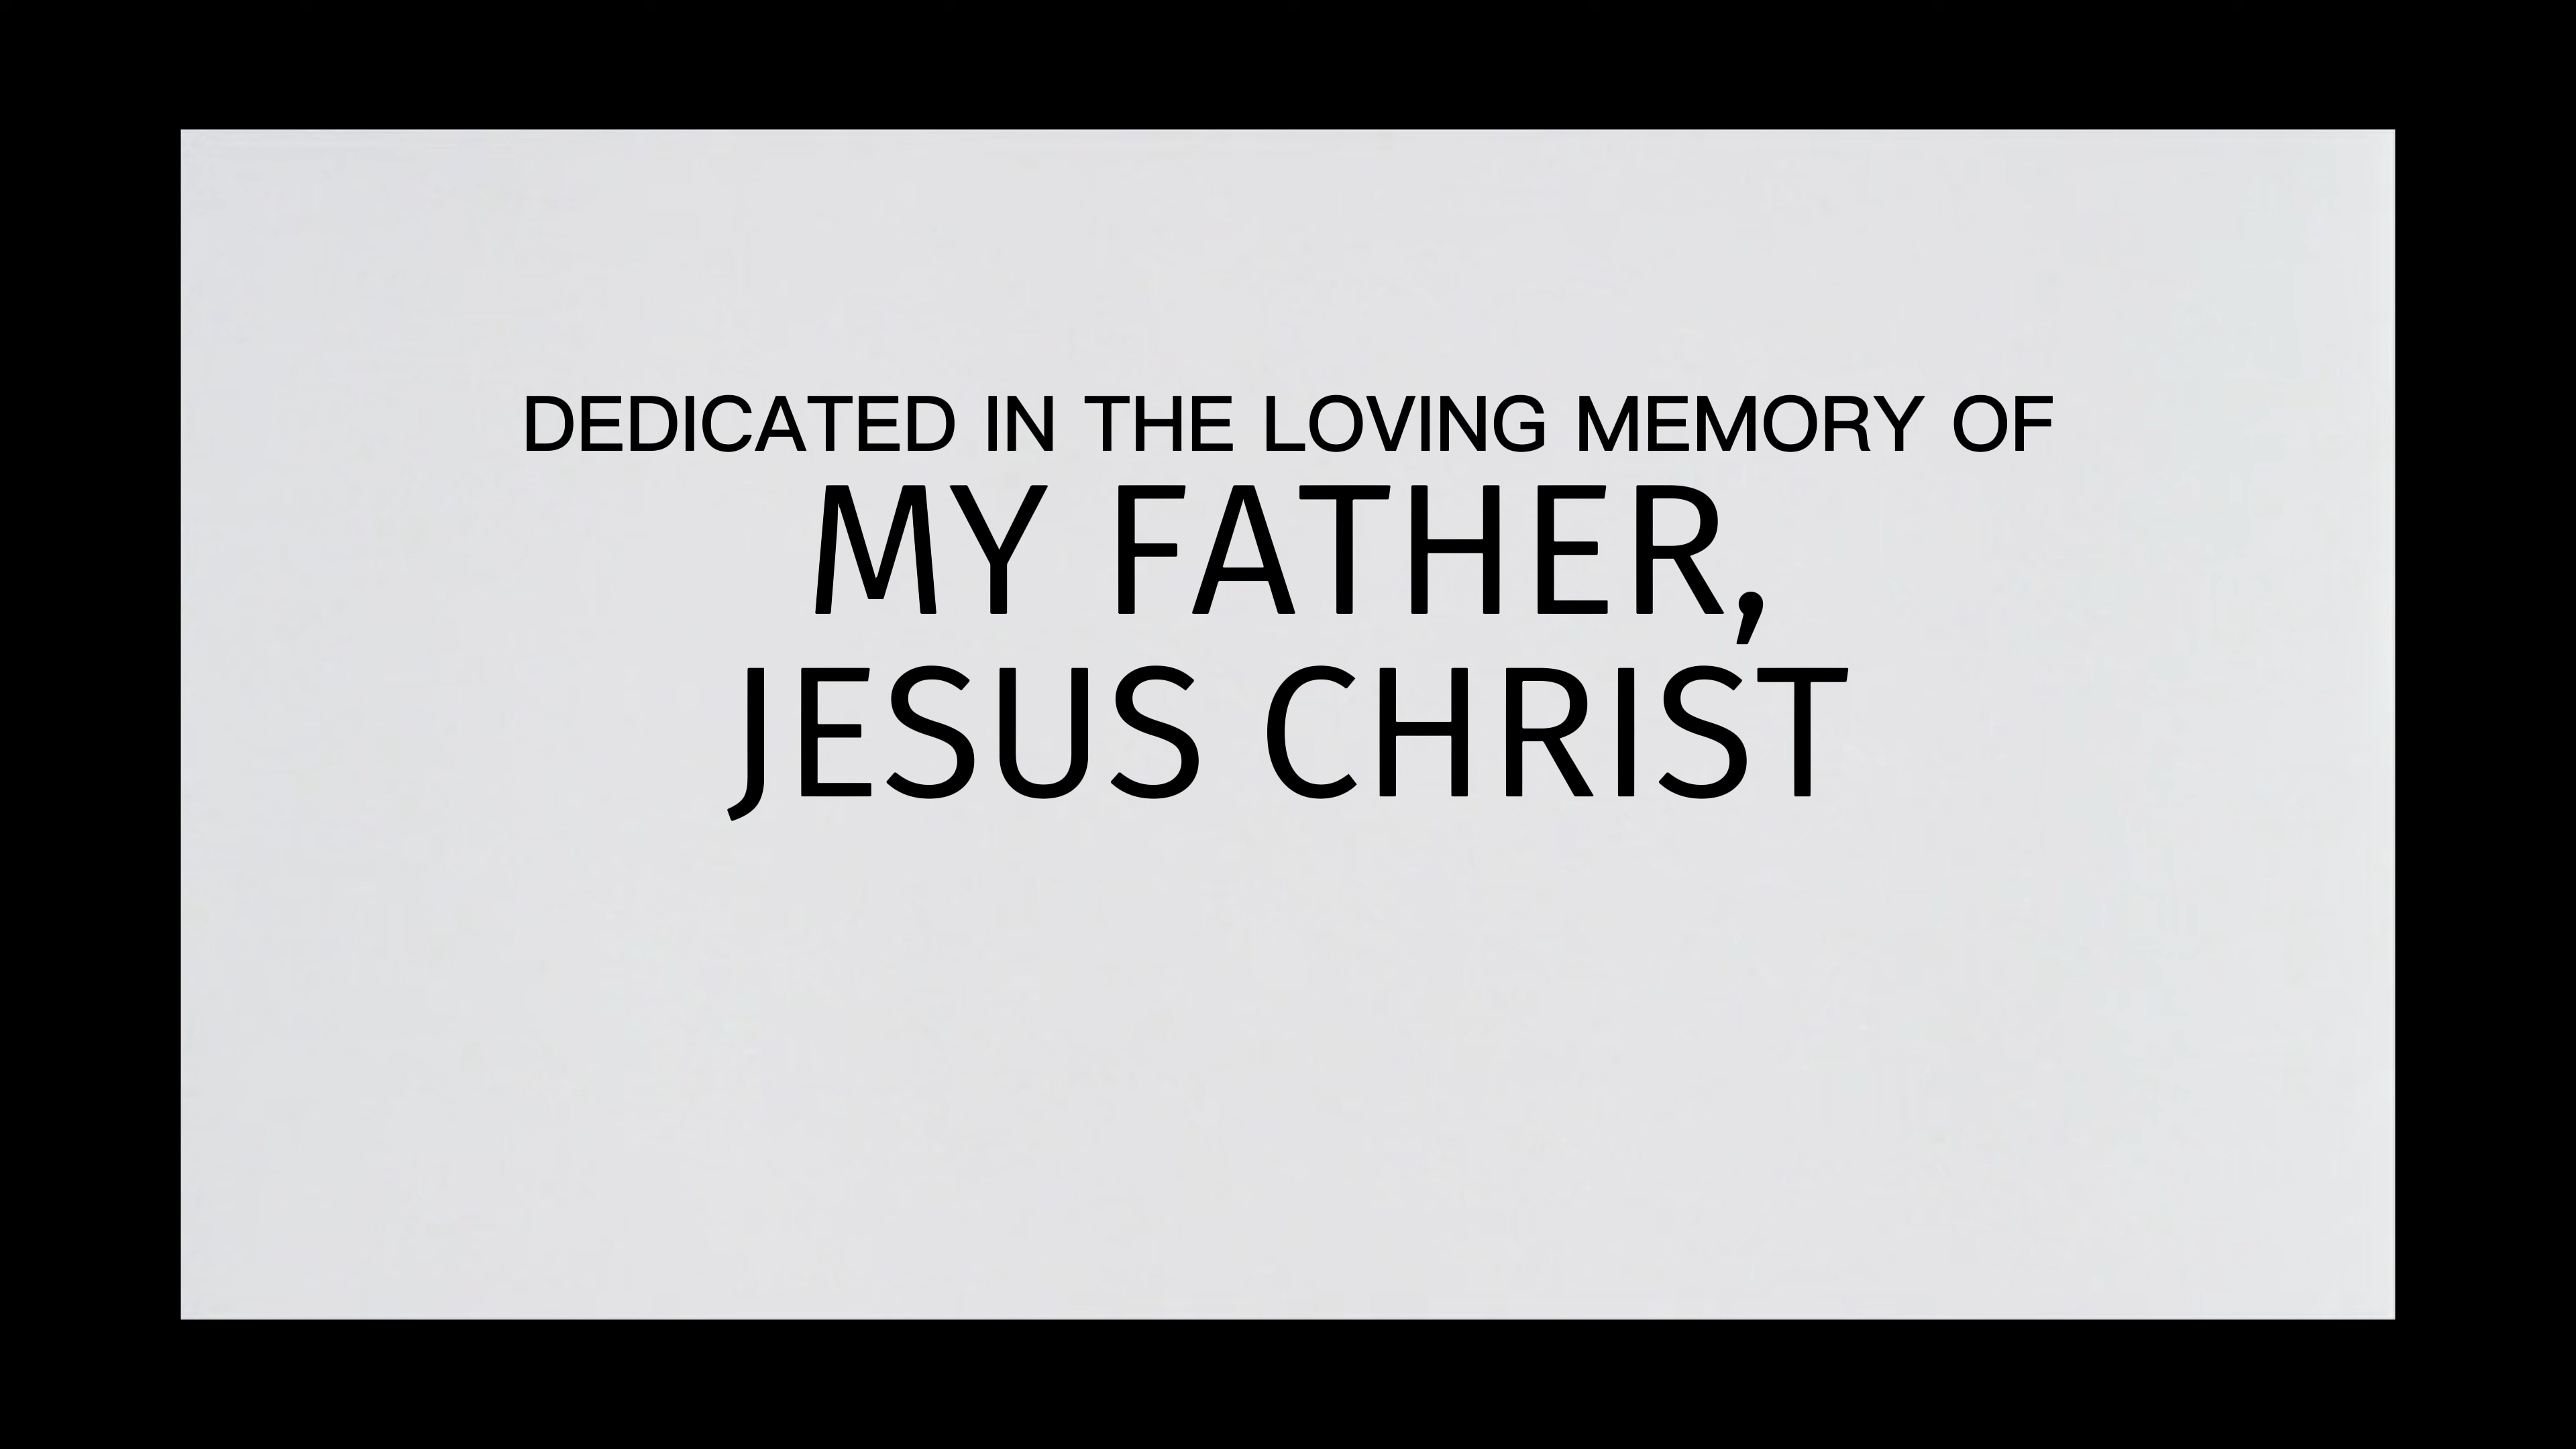 DEDICATED IN THE LOVING MEMORY OF
MY FATHER,
JESUS CHRIST